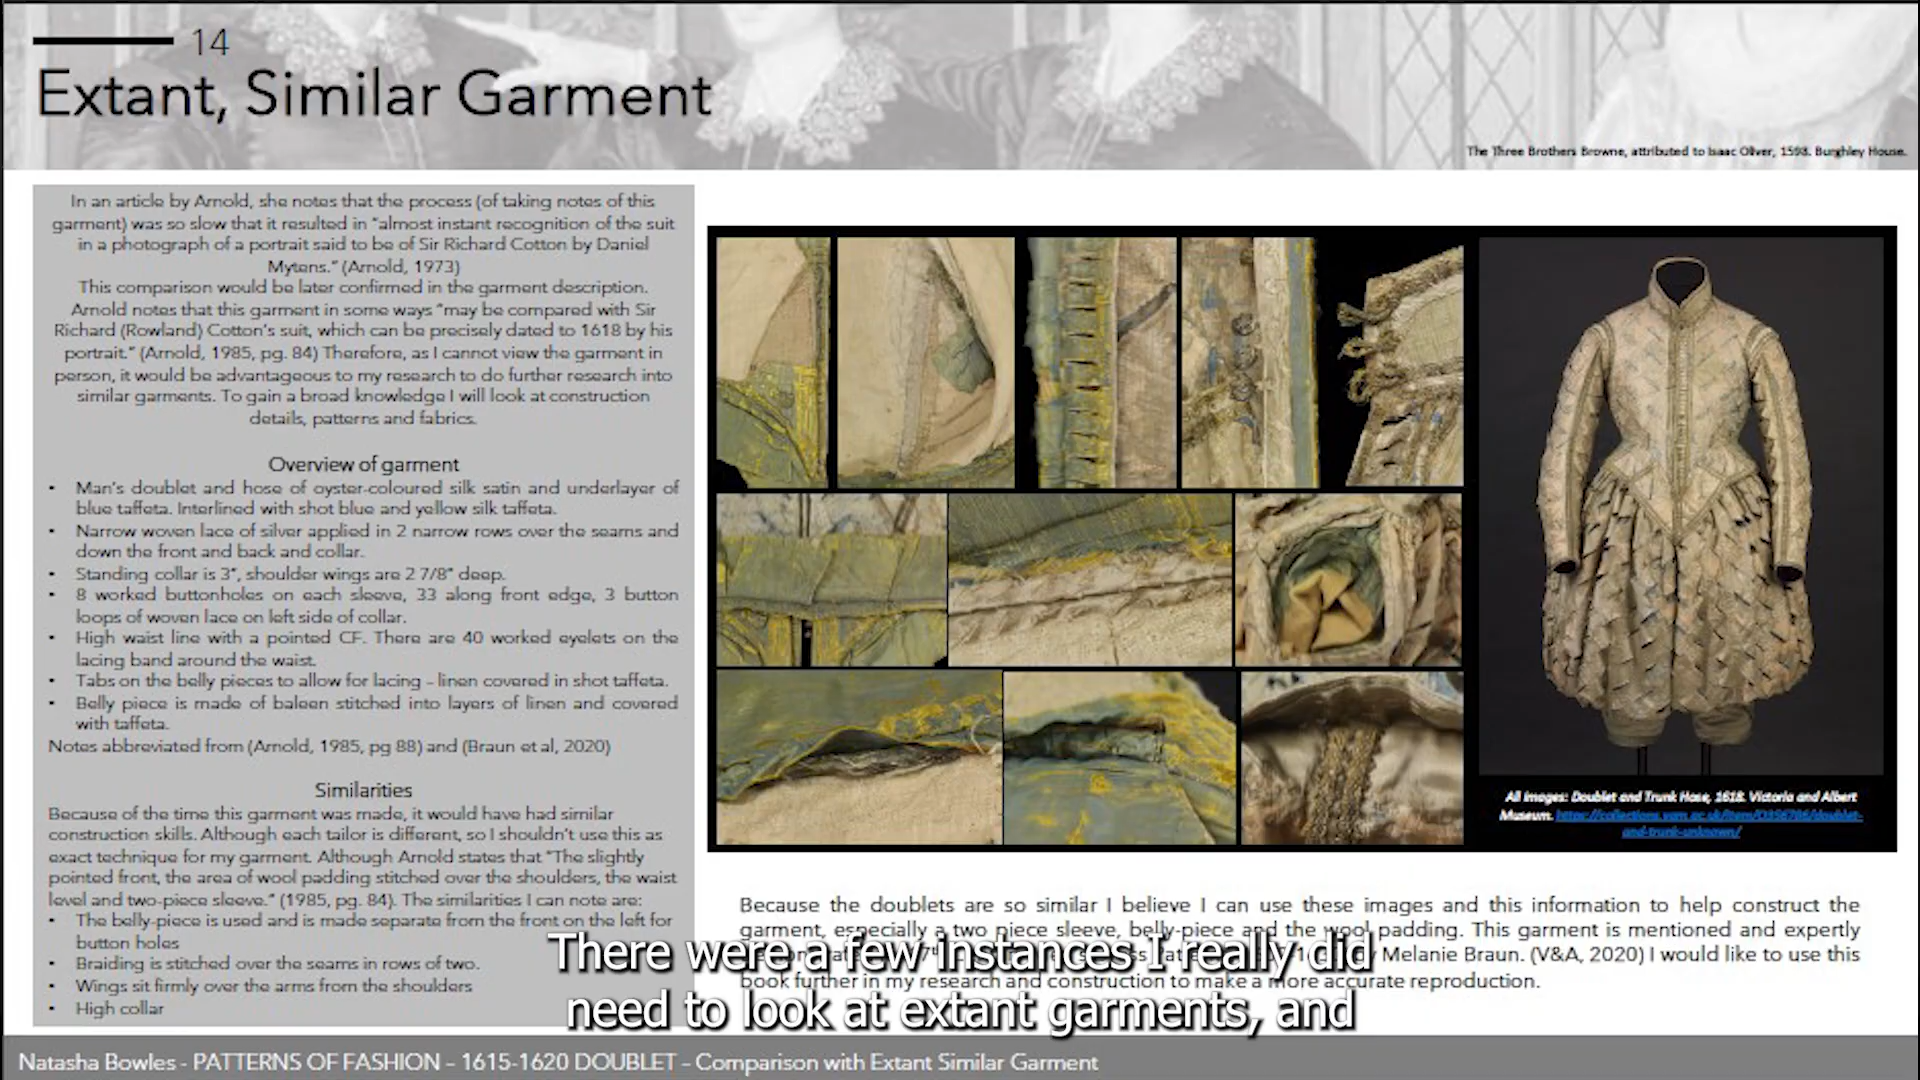 14
Extant, Similar Garment
The Three Brothers Browne, attributed to Isaac Oliver, 1598. Burghley House.
In an article by Arnold, she notes that the process (of taking notes of this
garment) was so slow that it resulted in "almost instant recognition of the suit
in a photograph of a portrait said to be of Sir Richard Cotton by Daniel
Mytens." (Arnold, 1973)
This comparison would be later confirmed in the garment description.
Arnold notes that this garment in some ways "may be compared with Sir
Richard (Rowland) Cotton's suit, which can be precisely dated to 1618 by his
portrait." (Arnold, 1985, pg. 84) Therefore, as I cannot view the garment in
person, it would be advantageous to my research to do further research into
similar garments. To gain a broad knowledge I will look at construction
details, patterns and fabrics.
Overview of garment
• Man's doublet and hose of oyster-coloured silk satin and underlayer of
blue taffeta. Interlined with shot blue and yellow silk taffeta.
• Narrow woven lace of silver applied in 2 narrow rows over the seams and
down the front and back and collar.
• Standing collar is 3", shoulder wings are 2 7/8" deep.
• 8 worked buttonholes on each sleeve, 33 along front edge, 3 button
loops of woven lace on left side of collar.
• High waist line with a pointed CF. There are 40 worked eyelets on the
lacing band around the waist.
• Tabs on the belly pieces to allow for lacing – linen covered in shot taffeta.
• Belly piece is made of baleen stitched into layers of linen and covered
with taffeta.
Notes abbreviated from (Arnold, 1985, pg 88) and (Braun et al, 2020)
Similarities
Because of the time this garment was made, it would have had similar
construction skills. Although each tailor is different, so I shouldn't use this as
exact technique for my garment. Although Arnold states that "The slightly
pointed front, the area of wool padding stitched over the shoulders, the waist
level and two-piece sleeve." (1985, pg. 84). The similarities I can note are:
• The belly-piece is used and is made separate from the front on the left for
button holes
• Braiding is stitched over the seams in rows of two.
• Wings sit firmly over the arms from the shoulders
• High collar
All images: Doublet and Trunk Hose, 1618. Victoria and Albert
Museum.
and-trunk-unknown/
Because the doublets are so similar I believe I can use these images and this information to help construct the
garment, especially a two piece sleeve, belly-piece and the wool padding. This garment is mentioned and expertly
Melanie Braun. (V&A, 2020) I would like to use this
book further in my research and construction to make a more accurate reproduction.
There were a few instances I really did
need to look at extant garments, and
Natasha Bowles - PATTERNS OF FASHION – 1615-1620 DOUBLET – Comparison with Extant Similar Garment